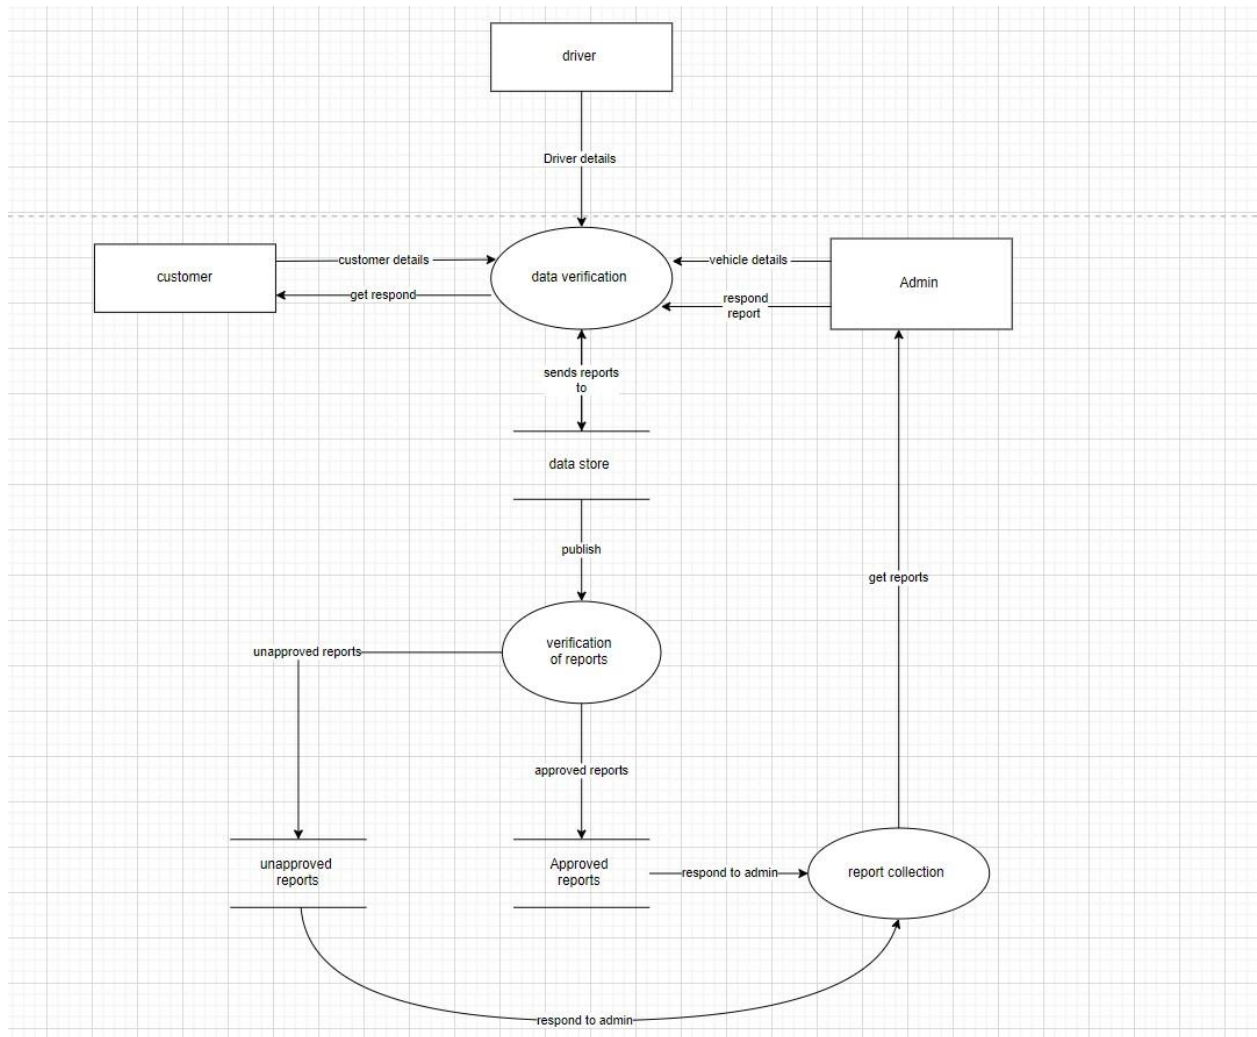 driver
Driver details
customer
customer details
get respond
data verification
vehicle details
respond
report
Admin
sends reports
to
data store
publish
get reports
verification
of reports
unapproved reports
approved reports
unapproved
reports
Approved
reports
respond to admin
report collection
respond to admin